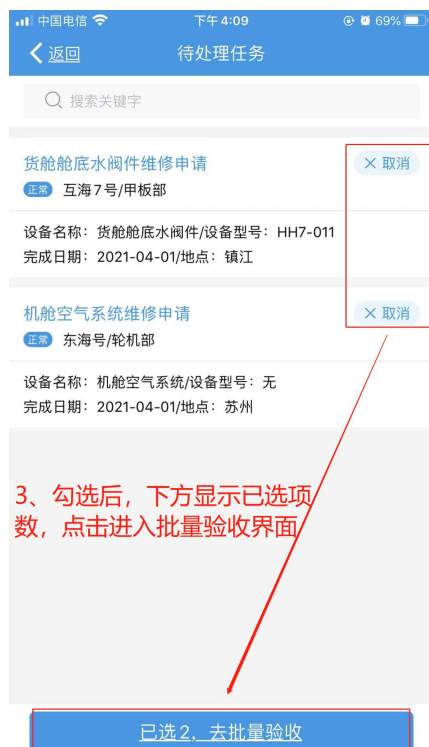 中国电信 下午4:09 69%
返回 待处理任务
搜索关键字
货舱舱底水阀件维修申请 × 取消
正常 互海7号/甲板部
设备名称：货舱舱底水阀件/设备型号：HH7-011
完成日期：2021-04-01/地点：镇江
机舱空气系统维修申请 × 取消
正常 东海号/轮机部
设备名称：机舱空气系统/设备型号：无
完成日期：2021-04-01/地点：苏州
3、勾选后，下方显示已选项
数，点击进入批量验收界面
已选2，去批量验收